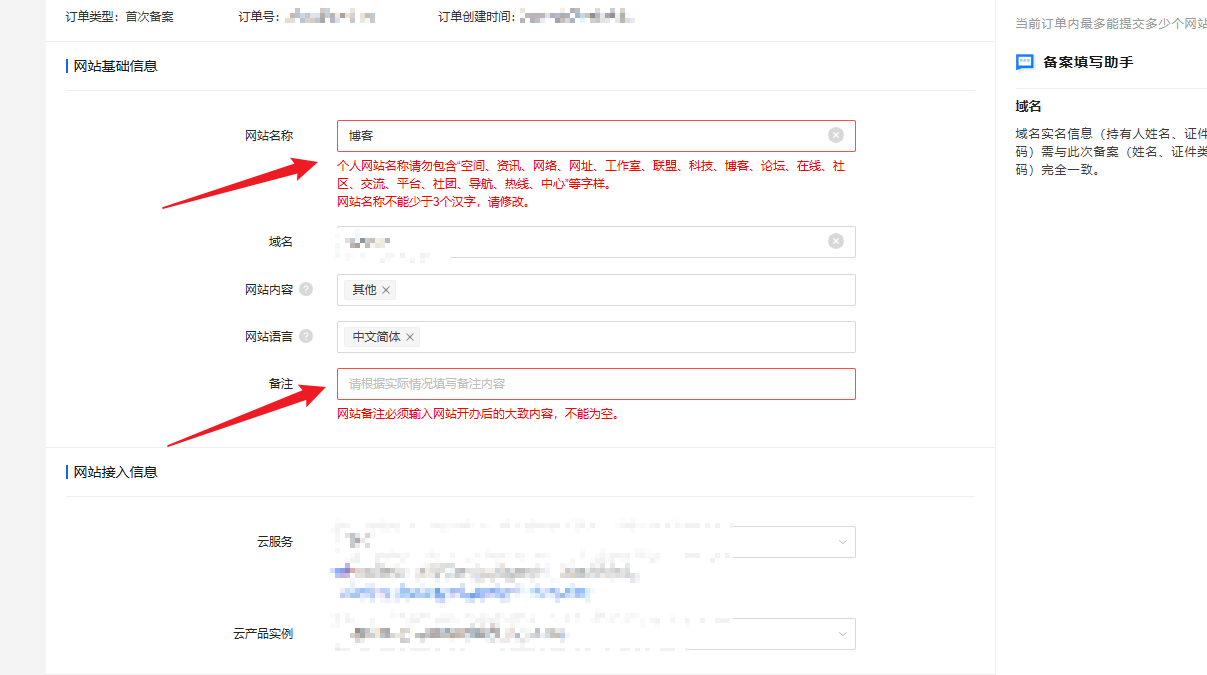 订单类型：首次备案 订单号： 订单创建时间：
当前订单内最多能提交多少个网站
网站基础信息
备案填写助手
域名
域名实名信息（持有人姓名、证件
码）需与此次备案（姓名、证件类
码）完全一致。
网站名称 博客
个人网站名称请勿包含“空间、资讯、网络、网址、工作室、联盟、科技、博客、论坛、在线、社
区、交流、平台、社团、导航、热线、中心”等字样。
网站名称不能少于3个汉字，请修改。
域名
网站内容 ? 其他 ×
网站语言 ? 中文简体 ×
备注 请根据实际情况填写备注内容
网站备注必须输入网站开办后的大致内容，不能为空。
网站接入信息
云服务
云产品实例